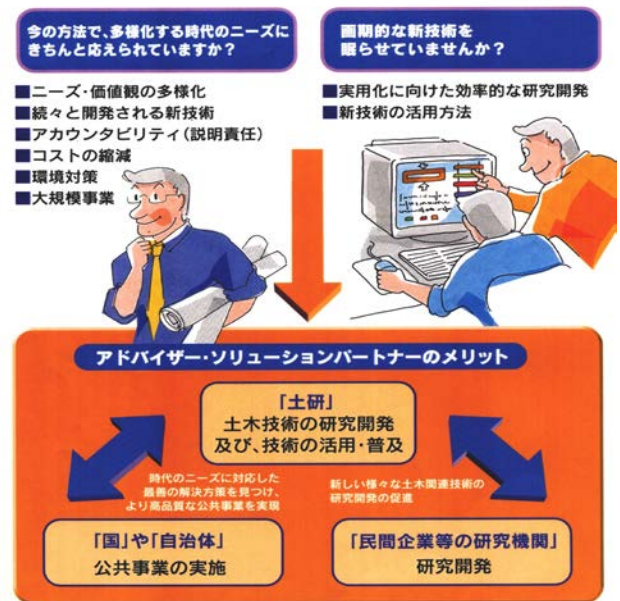 今の方法で、多様化する時代のニーズに
きちんと応えられていますか?
■ニーズ・価値観の多様化
■続々と開発される新技術
■アカウンタビリティ(説明責任)
■コストの縮減
■環境対策
■大規模事業
画期的な新技術を
眠らせていませんか?
■実用化に向けた効率的な研究開発
■新技術の活用方法
アドバイザー・ソリューションパートナーのメリット
「土研」
土木技術の研究開発
及び、技術の活用・普及
時代のニーズに対応した
最善の解決方策を見つけ、
より高品質な公共事業を実現
新しい様々な土木関連技術の
研究開発の促進
「国」や「自治体」
公共事業の実施
「民間企業等の研究機関」
研究開発